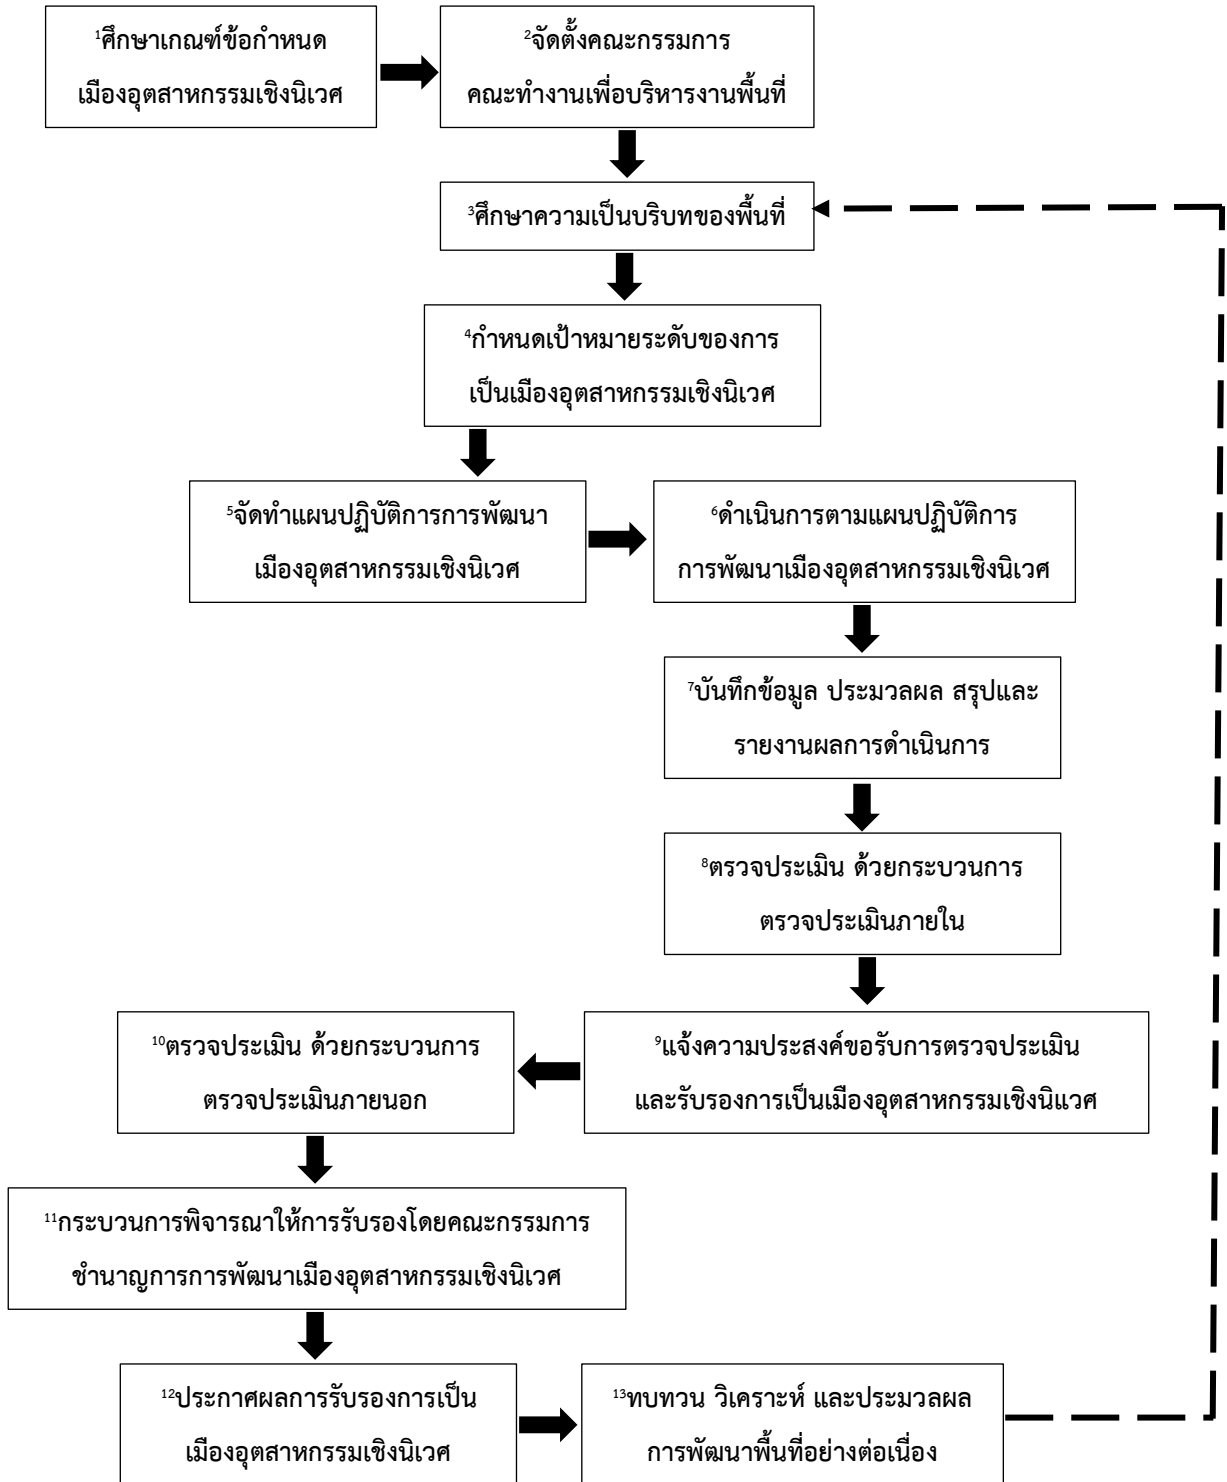 ¹ศึกษาเกณฑ์ข้อกำหนด
เมืองอุตสาหกรรมเชิงนิเวศ
²จัดตั้งคณะกรรมการ
คณะทำงานเพื่อบริหารงานพื้นที่
³ศึกษาความเป็นบริบทของพื้นที่
⁴กำหนดเป้าหมายระดับของการ
เป็นเมืองอุตสาหกรรมเชิงนิเวศ
⁵จัดทำแผนปฏิบัติการการพัฒนา
เมืองอุตสาหกรรมเชิงนิเวศ
⁶ดำเนินการตามแผนปฏิบัติการ
การพัฒนาเมืองอุตสาหกรรมเชิงนิเวศ
⁷บันทึกข้อมูล ประมวลผล สรุปและ
รายงานผลการดำเนินการ
⁸ตรวจประเมิน ด้วยกระบวนการ
ตรวจประเมินภายใน
⁹แจ้งความประสงค์ขอรับการตรวจประเมิน
และรับรองการเป็นเมืองอุตสาหกรรมเชิงนิแวศ
¹⁰ตรวจประเมิน ด้วยกระบวนการ
ตรวจประเมินภายนอก
¹¹กระบวนการพิจารณาให้การรับรองโดยคณะกรรมการ
ชำนาญการการพัฒนาเมืองอุตสาหกรรมเชิงนิเวศ
¹²ประกาศผลการรับรองการเป็น
เมืองอุตสาหกรรมเชิงนิเวศ
¹³ทบทวน วิเคราะห์ และประมวลผล
การพัฒนาพื้นที่อย่างต่อเนื่อง